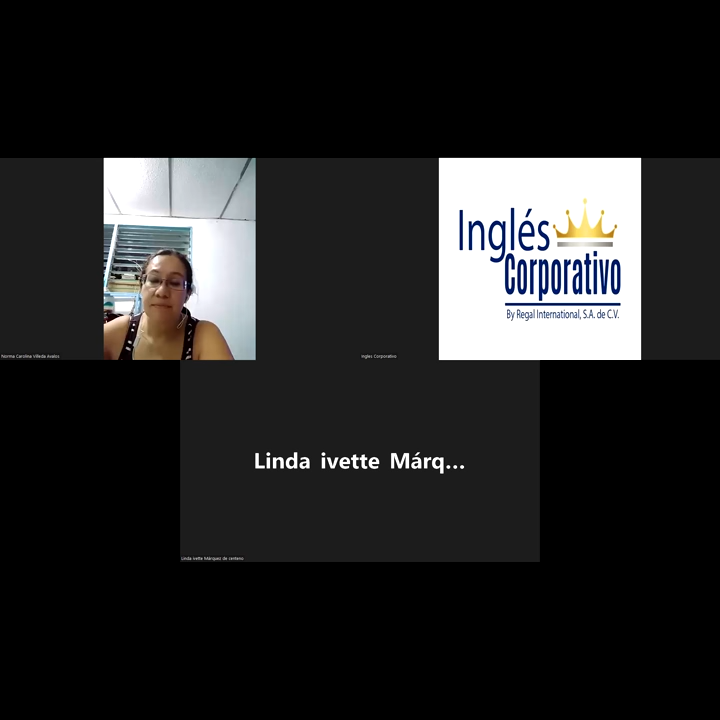 Inglés
Corporativo
By Regal International, S.A. de C.V.
Norma Carolina Villeda Avalos
Ingles Corporativo
Linda ivette Márq...
Linda ivette Márquez de centeno